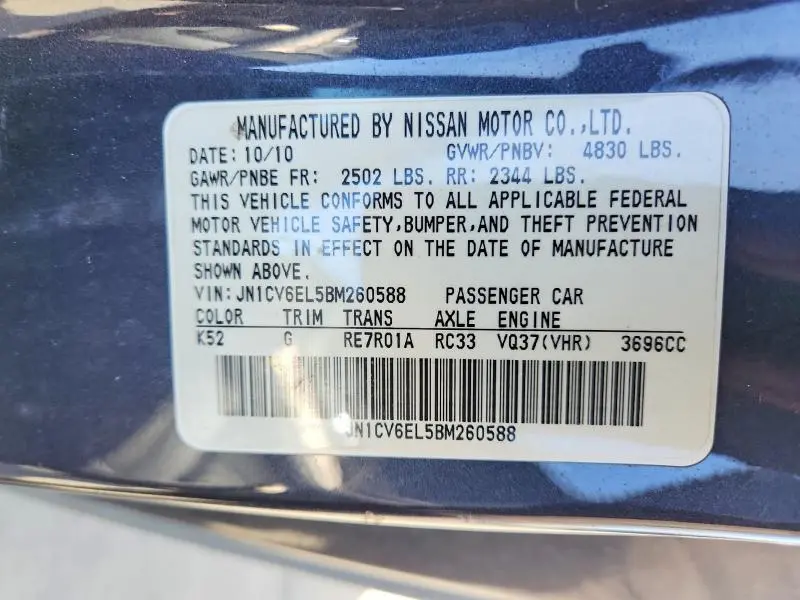 MANUFACTURED BY NISSAN MOTOR CO.,LTD.
DATE: 10/10 GVWR/PNBV: 4830 LBS.
GAWR/PNBE FR: 2502 LBS. RR: 2344 LBS.
THIS VEHICLE CONFORMS TO ALL APPLICABLE FEDERAL
MOTOR VEHICLE SAFETY,BUMPER,AND THEFT PREVENTION
STANDARDS IN EFFECT ON THE DATE OF MANUFACTURE
SHOWN ABOVE.
VIN: JN1CV6EL5BM260588 PASSENGER CAR
COLOR TRIM TRANS AXLE ENGINE
K52 G RE7R01A RC33 VQ37(VHR) 3696CC
JN1CV6EL5BM260588